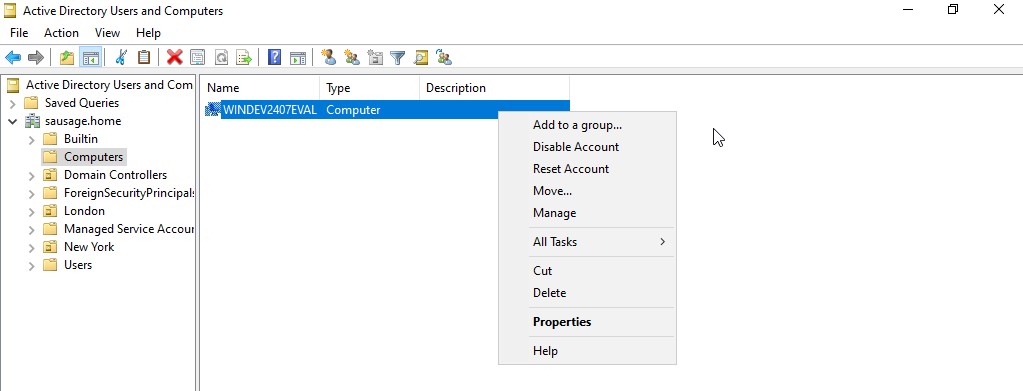 Active Directory Users and Computers
File Action View Help
Active Directory Users and Com
Saved Queries
sausage.home
Builtin
Computers
Domain Controllers
ForeignSecurityPrincipal
London
Managed Service Accour
New York
Users
Name Type Description
WINDEV2407EVAL Computer
Add to a group...
Disable Account
Reset Account
Move...
Manage
All Tasks
Cut
Delete
Properties
Help